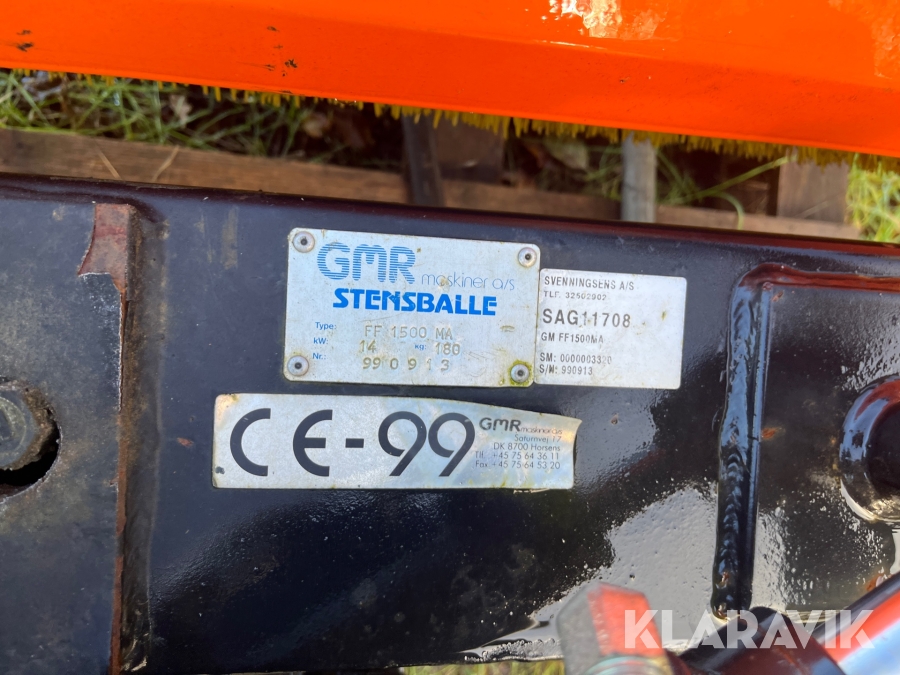 GMR maskiner a/s
STENSBALLE
Type: FF 1500 MA
kW: 14 kg: 180
Nr.: 990913
SVENNINGSENS A/S
TLF. 32502902
SAG11708
GM FF1500MA
SM: 0000003320
S/N: 990913
CE-99
GMR maskiner a/s
Saturnvej 17
DK 8700 Horsens
Tlf. +45 75 64 36 11
Fax +45 75 64 53 20
KLARAVIK